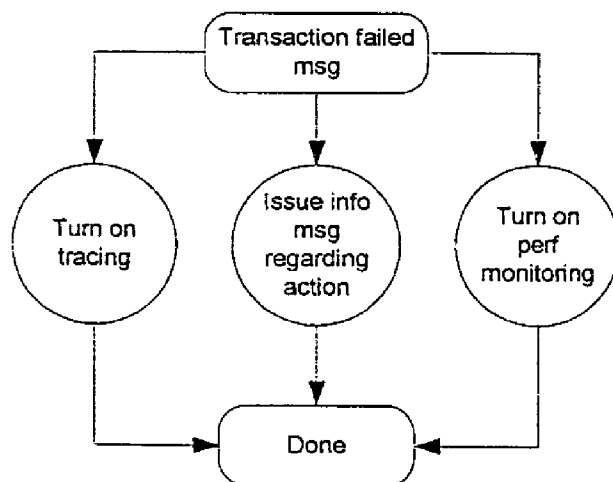 Transaction failed
msg
Turn on
tracing
Issue info
msg
regarding
action
Turn on
perf
monitoring
Done